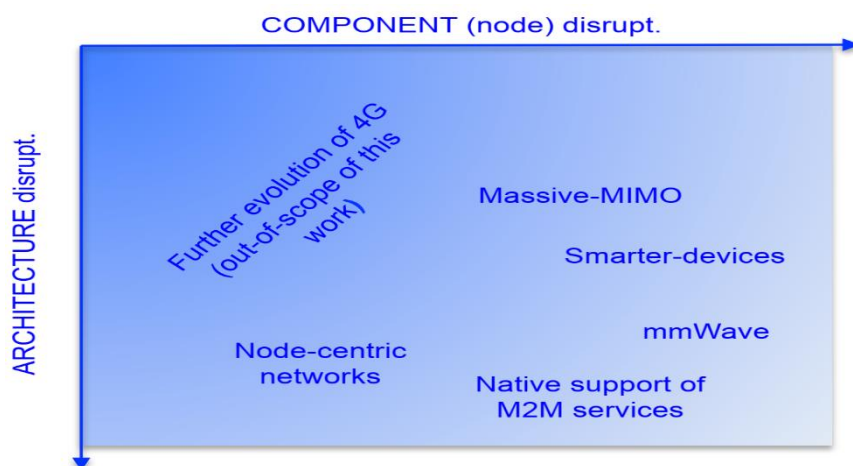 COMPONENT (node) disrupt.
ARCHITECTURE disrupt.
Further evolution of 4G
(out-of-scope of this
work)
Massive-MIMO
Smarter-devices
mmWave
Node-centric
networks
Native support of
M2M services